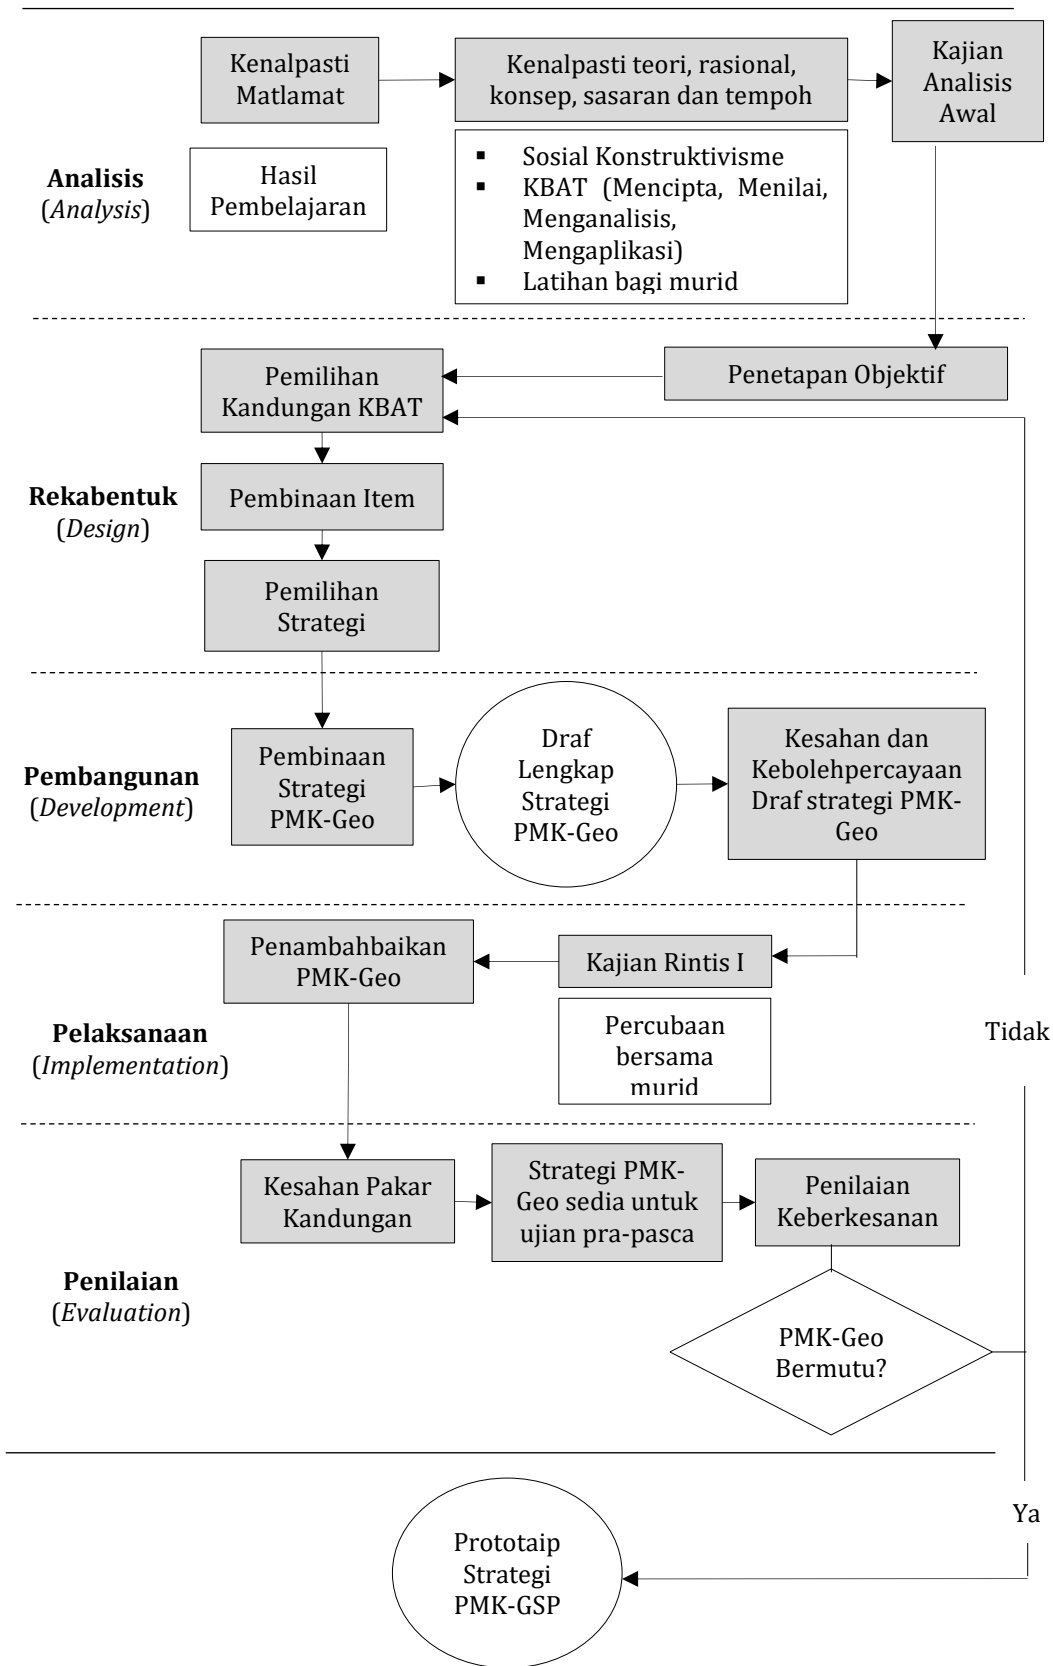 Kenalpasti
Matlamat
Kenalpasti teori, rasional,
konsep, sasaran dan tempoh
Kajian
Analisis
Awal
Analisis
(Analysis)
Hasil
Pembelajaran
▪ Sosial Konstruktivisme
▪ KBAT (Mencipta, Menilai,
Menganalisis,
Mengaplikasi)
▪ Latihan bagi murid
Pemilihan
Kandungan KBAT
Penetapan Objektif
Rekabentuk
(Design)
Pembinaan Item
Pemilihan
Strategi
Pembangunan
(Development)
Pembinaan
Strategi
PMK-Geo
Draf
Lengkap
Strategi
PMK-Geo
Kesahan dan
Kebolehpercayaan
Draf strategi PMK-
Geo
Penambahbaikan
PMK-Geo
Kajian Rintis I
Pelaksanaan
(Implementation)
Percubaan
bersama
murid
Tidak
Kesahan Pakar
Kandungan
Strategi PMK-
Geo sedia untuk
ujian pra-pasca
Penilaian
Keberkesanan
Penilaian
(Evaluation)
PMK-Geo
Bermutu?
Ya
Prototaip
Strategi
PMK-GSP